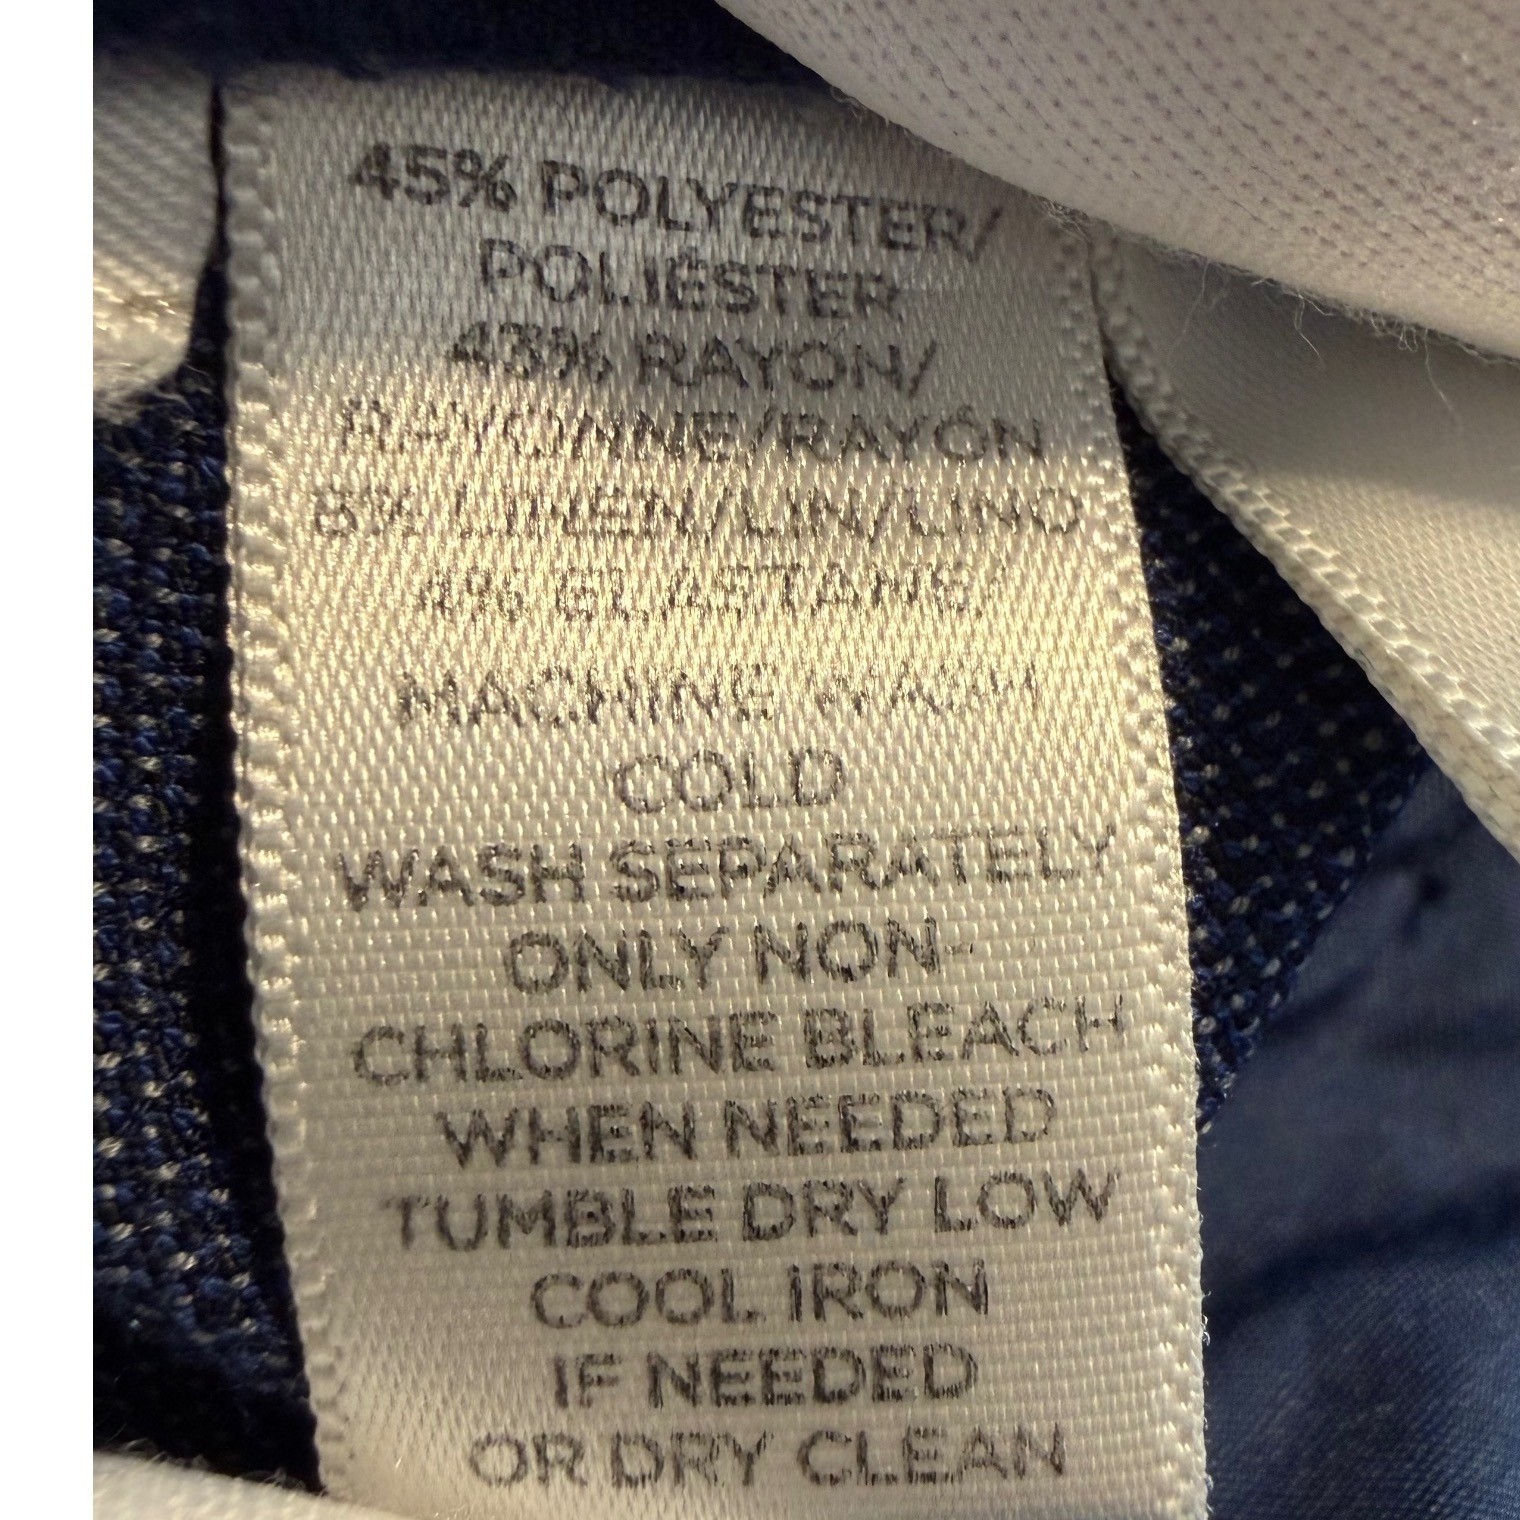 45% POLYESTER/
POLIÉSTER
43% RAYON/
RAYONNE/RAYÓN
8% LINEN/LIN/LINO
4% ELASTANE/
MACHINE WASH
COLD
WASH SEPARATELY
ONLY NON-
CHLORINE BLEACH
WHEN NEEDED
TUMBLE DRY LOW
COOL IRON
IF NEEDED
OR DRY CLEAN